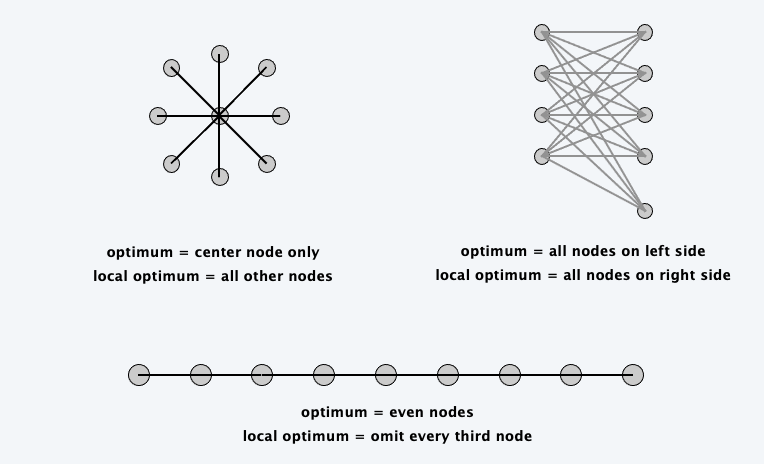 optimum = center node only
local optimum = all other nodes
optimum = all nodes on left side
local optimum = all nodes on right side
optimum = even nodes
local optimum = omit every third node